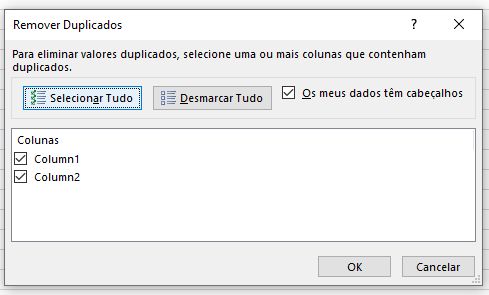 Remover Duplicados
?
Para eliminar valores duplicados, selecione uma ou mais colunas que contenham
duplicados.
Selecionar Tudo
Desmarcar Tudo
Os meus dados têm cabeçalhos
Colunas
Column1
Column2
OK
Cancelar